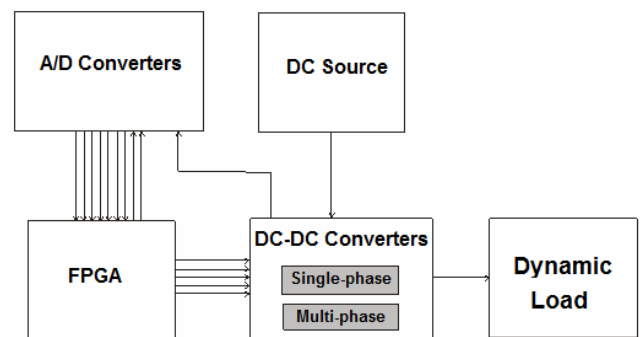 A/D Converters
DC Source
FPGA
DC-DC Converters
Single-phase
Multi-phase
Dynamic
Load